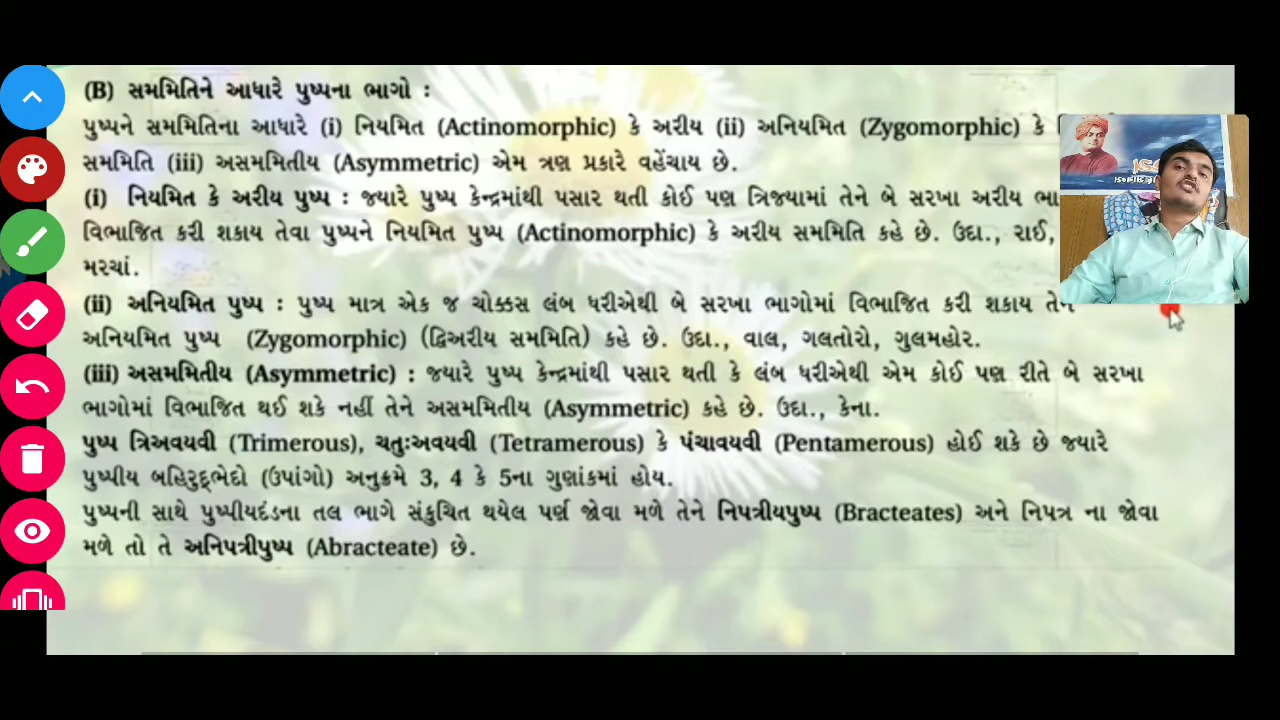 (B) સમમિતિને આધારે પુષ્પના ભાગો :
પુષ્પને સમમિતિના આધારે (i) નિયમિત (Actinomorphic) કે અરીય (ii) અનિયમિત (Zygomorphic) કે
સમમિતિ (iii) અસમમિતીય (Asymmetric) એમ ત્રણ પ્રકારે વહેંચાય છે.
(i) નિયમિત કે અરીય પુષ્પ : જ્યારે પુષ્પ કેન્દ્રમાંથી પસાર થતી કોઈ પણ ત્રિજ્યામાં તેને બે સરખા અરીય
વિભાજિત કરી શકાય તેવા પુષ્પને નિયમિત પુષ્પ (Actinomorphic) કે અરીય સમમિતિ કહે છે. ઉદા., રાઈ,
મરચાં.
(ii) અનિયમિત પુષ્પ : પુષ્પ માત્ર એક જ ચોક્કસ લંબ ધરીએથી બે સરખા ભાગોમાં વિભાજિત કરી શકાય તેને
અનિયમિત પુષ્પ (Zygomorphic) (દ્વિઅરીય સમમિતિ) કહે છે. ઉદા., વાલ, ગલતોરો, ગુલમહોર.
(iii) અસમમિતીય (Asymmetric) : જ્યારે પુષ્પ કેન્દ્રમાંથી પસાર થતી કે લંબ ધરીએથી એમ કોઈ પણ રીતે બે સરખા
ભાગોમાં વિભાજિત થઈ શકે નહીં તેને અસમમિતીય (Asymmetric) કહે છે. ઉદા., કેના.
પુષ્પ ત્રિઅવયવી (Trimerous), ચતુઃઅવયવી (Tetramerous) કે પંચાવયવી (Pentamerous) હોઈ શકે છે જ્યારે
પુષ્પીય બહિરુદ્ભેદો (ઉપાંગો) અનુક્રમે 3, 4 કે 5ના ગુણાંકમાં હોય.
પુષ્પની સાથે પુષ્પીયદંડના તલ ભાગે સંકુચિત થયેલ પર્ણ જોવા મળે તેને નિપત્રીયપુષ્પ (Bracteates) અને નિપત્ર ના જોવા
મળે તો તે અનિપત્રીપુષ્પ (Abracteate) છે.